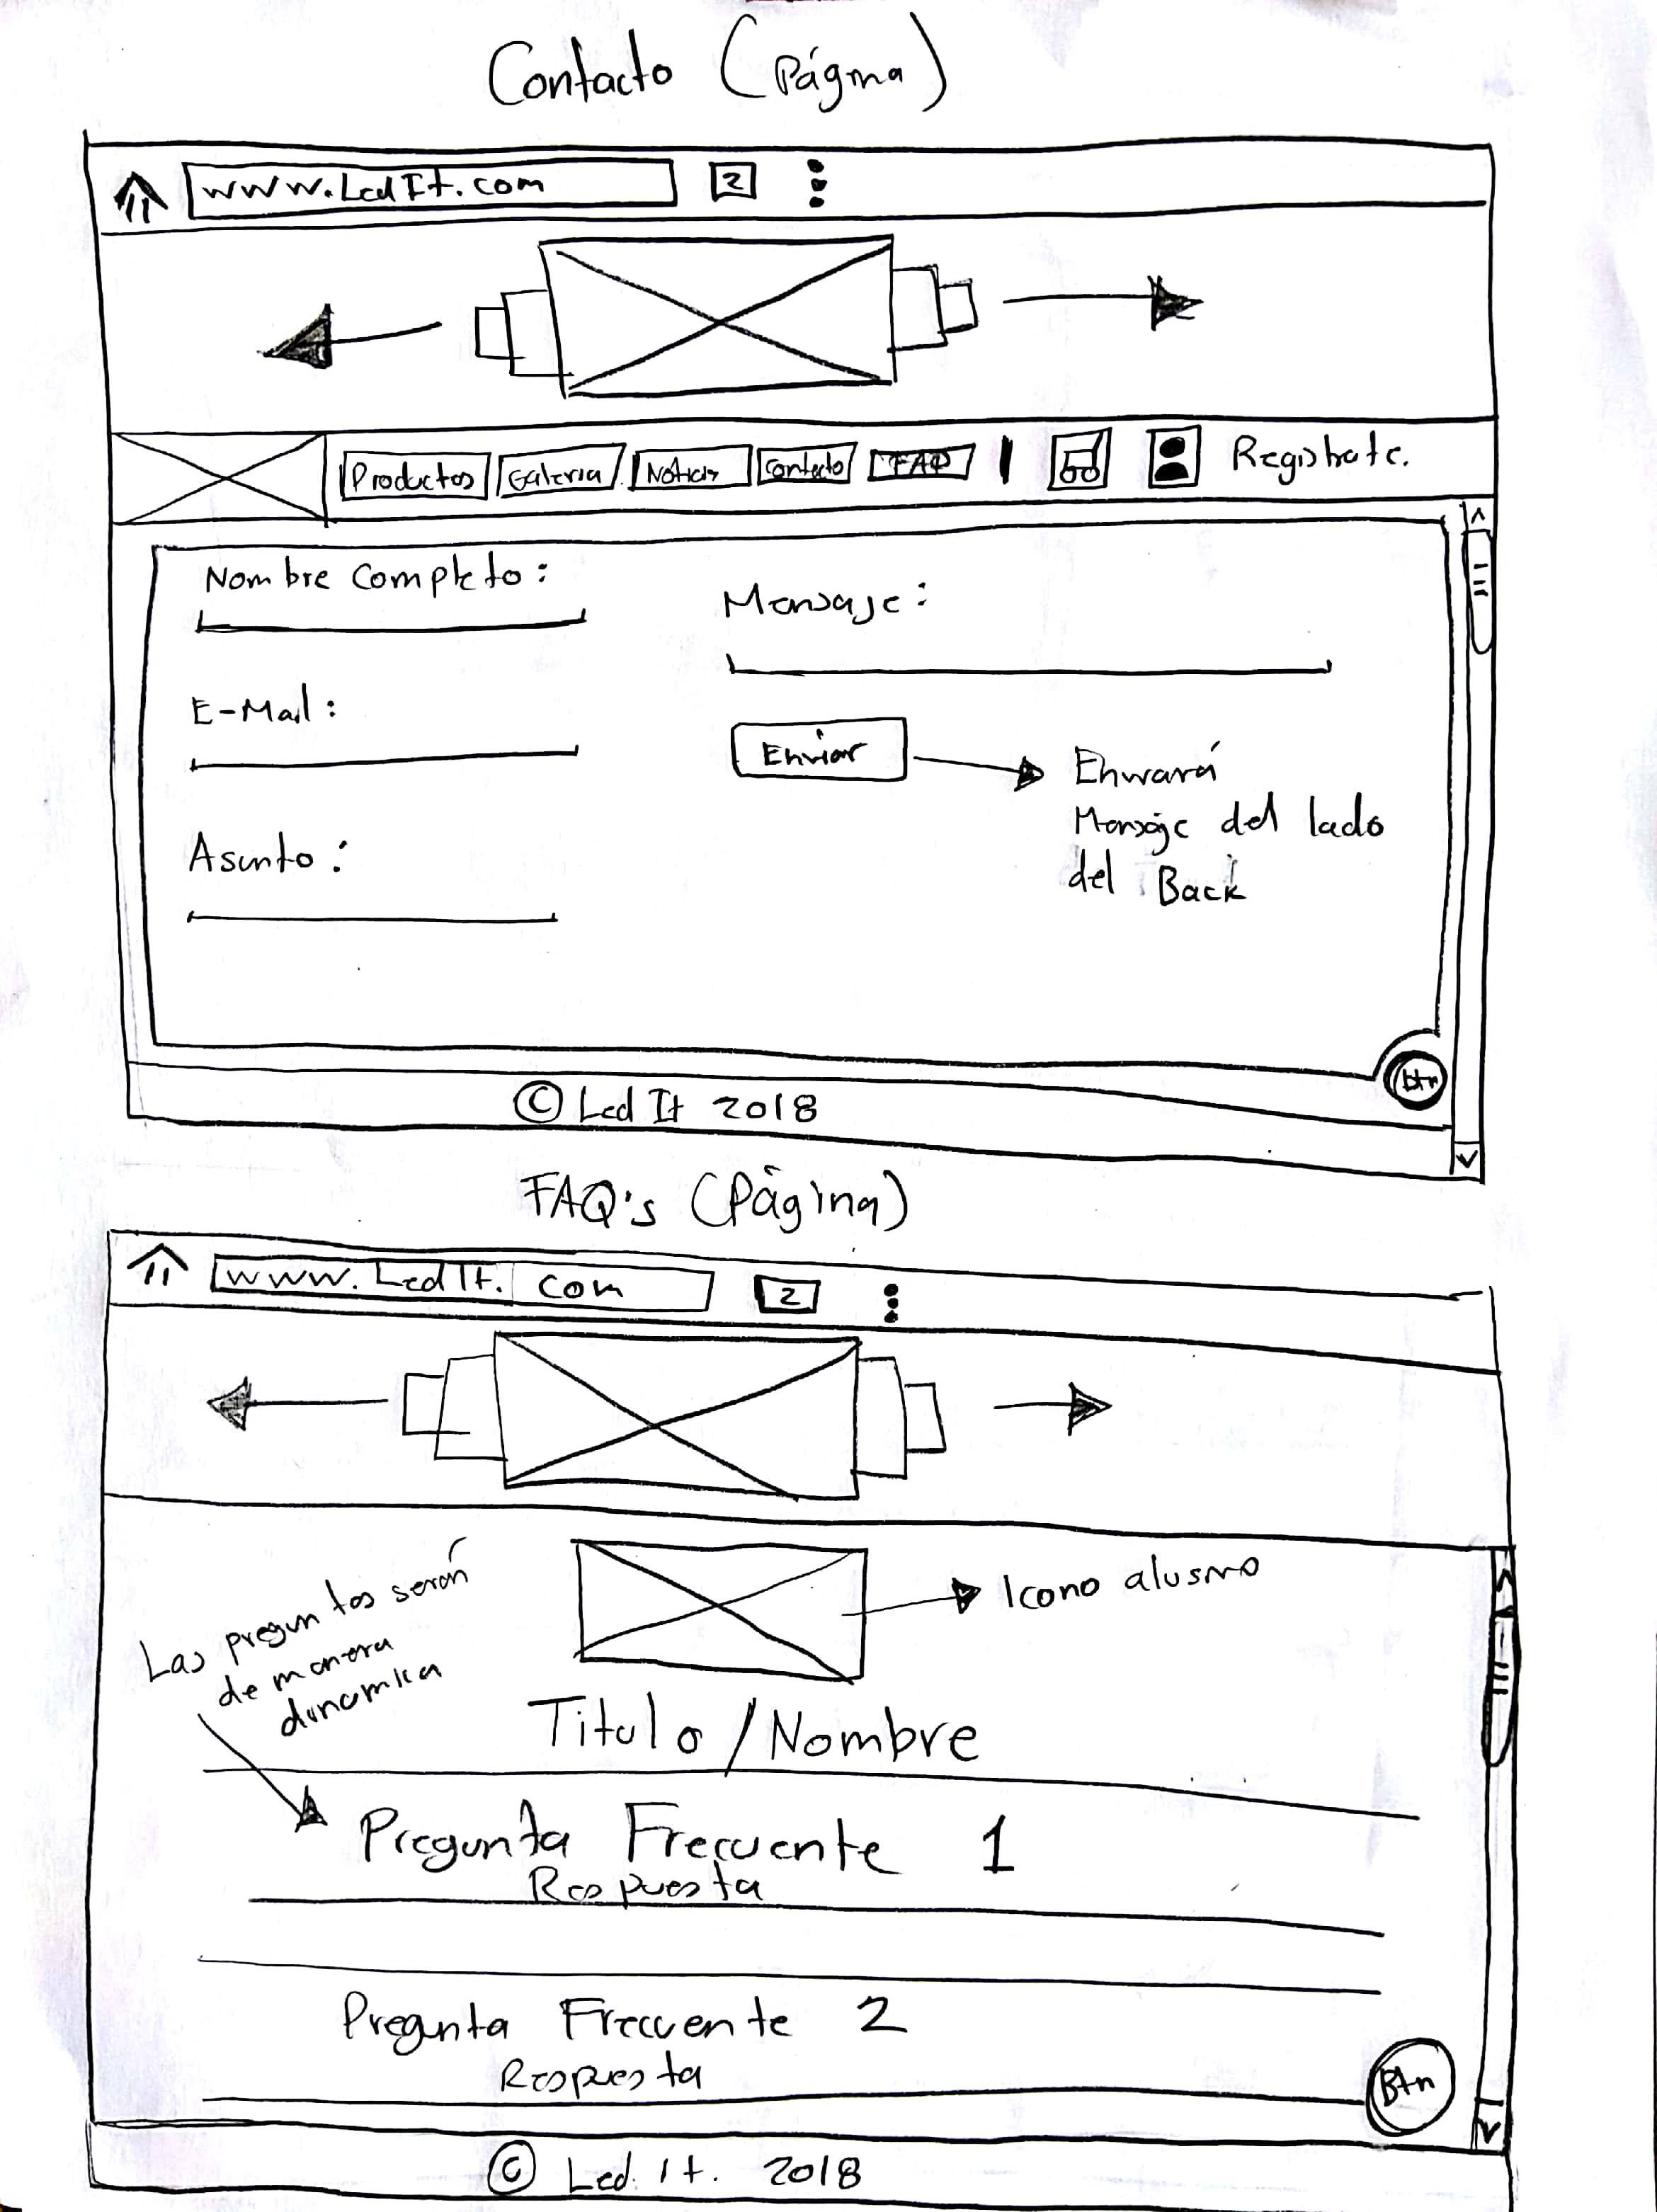 Contacto (Página)
www.LedIt.com 2
Productos Galeria Noticias Contacto FAQ Registrate.
Nombre Completo:
Mensaje:
E-Mail:
Enviar
Enviará
Mensaje del lado
del Back
Asunto:
btn
© Led It 2018
FAQ's (Página)
www.LedIt.com 2
Icono alusivo
Las preguntas serán
de manera
dinamica
Titulo/Nombre
Pregunta Frecuente 1
Respuesta
Pregunta Frecuente 2
Respuesta
Btn
© Led It. 2018